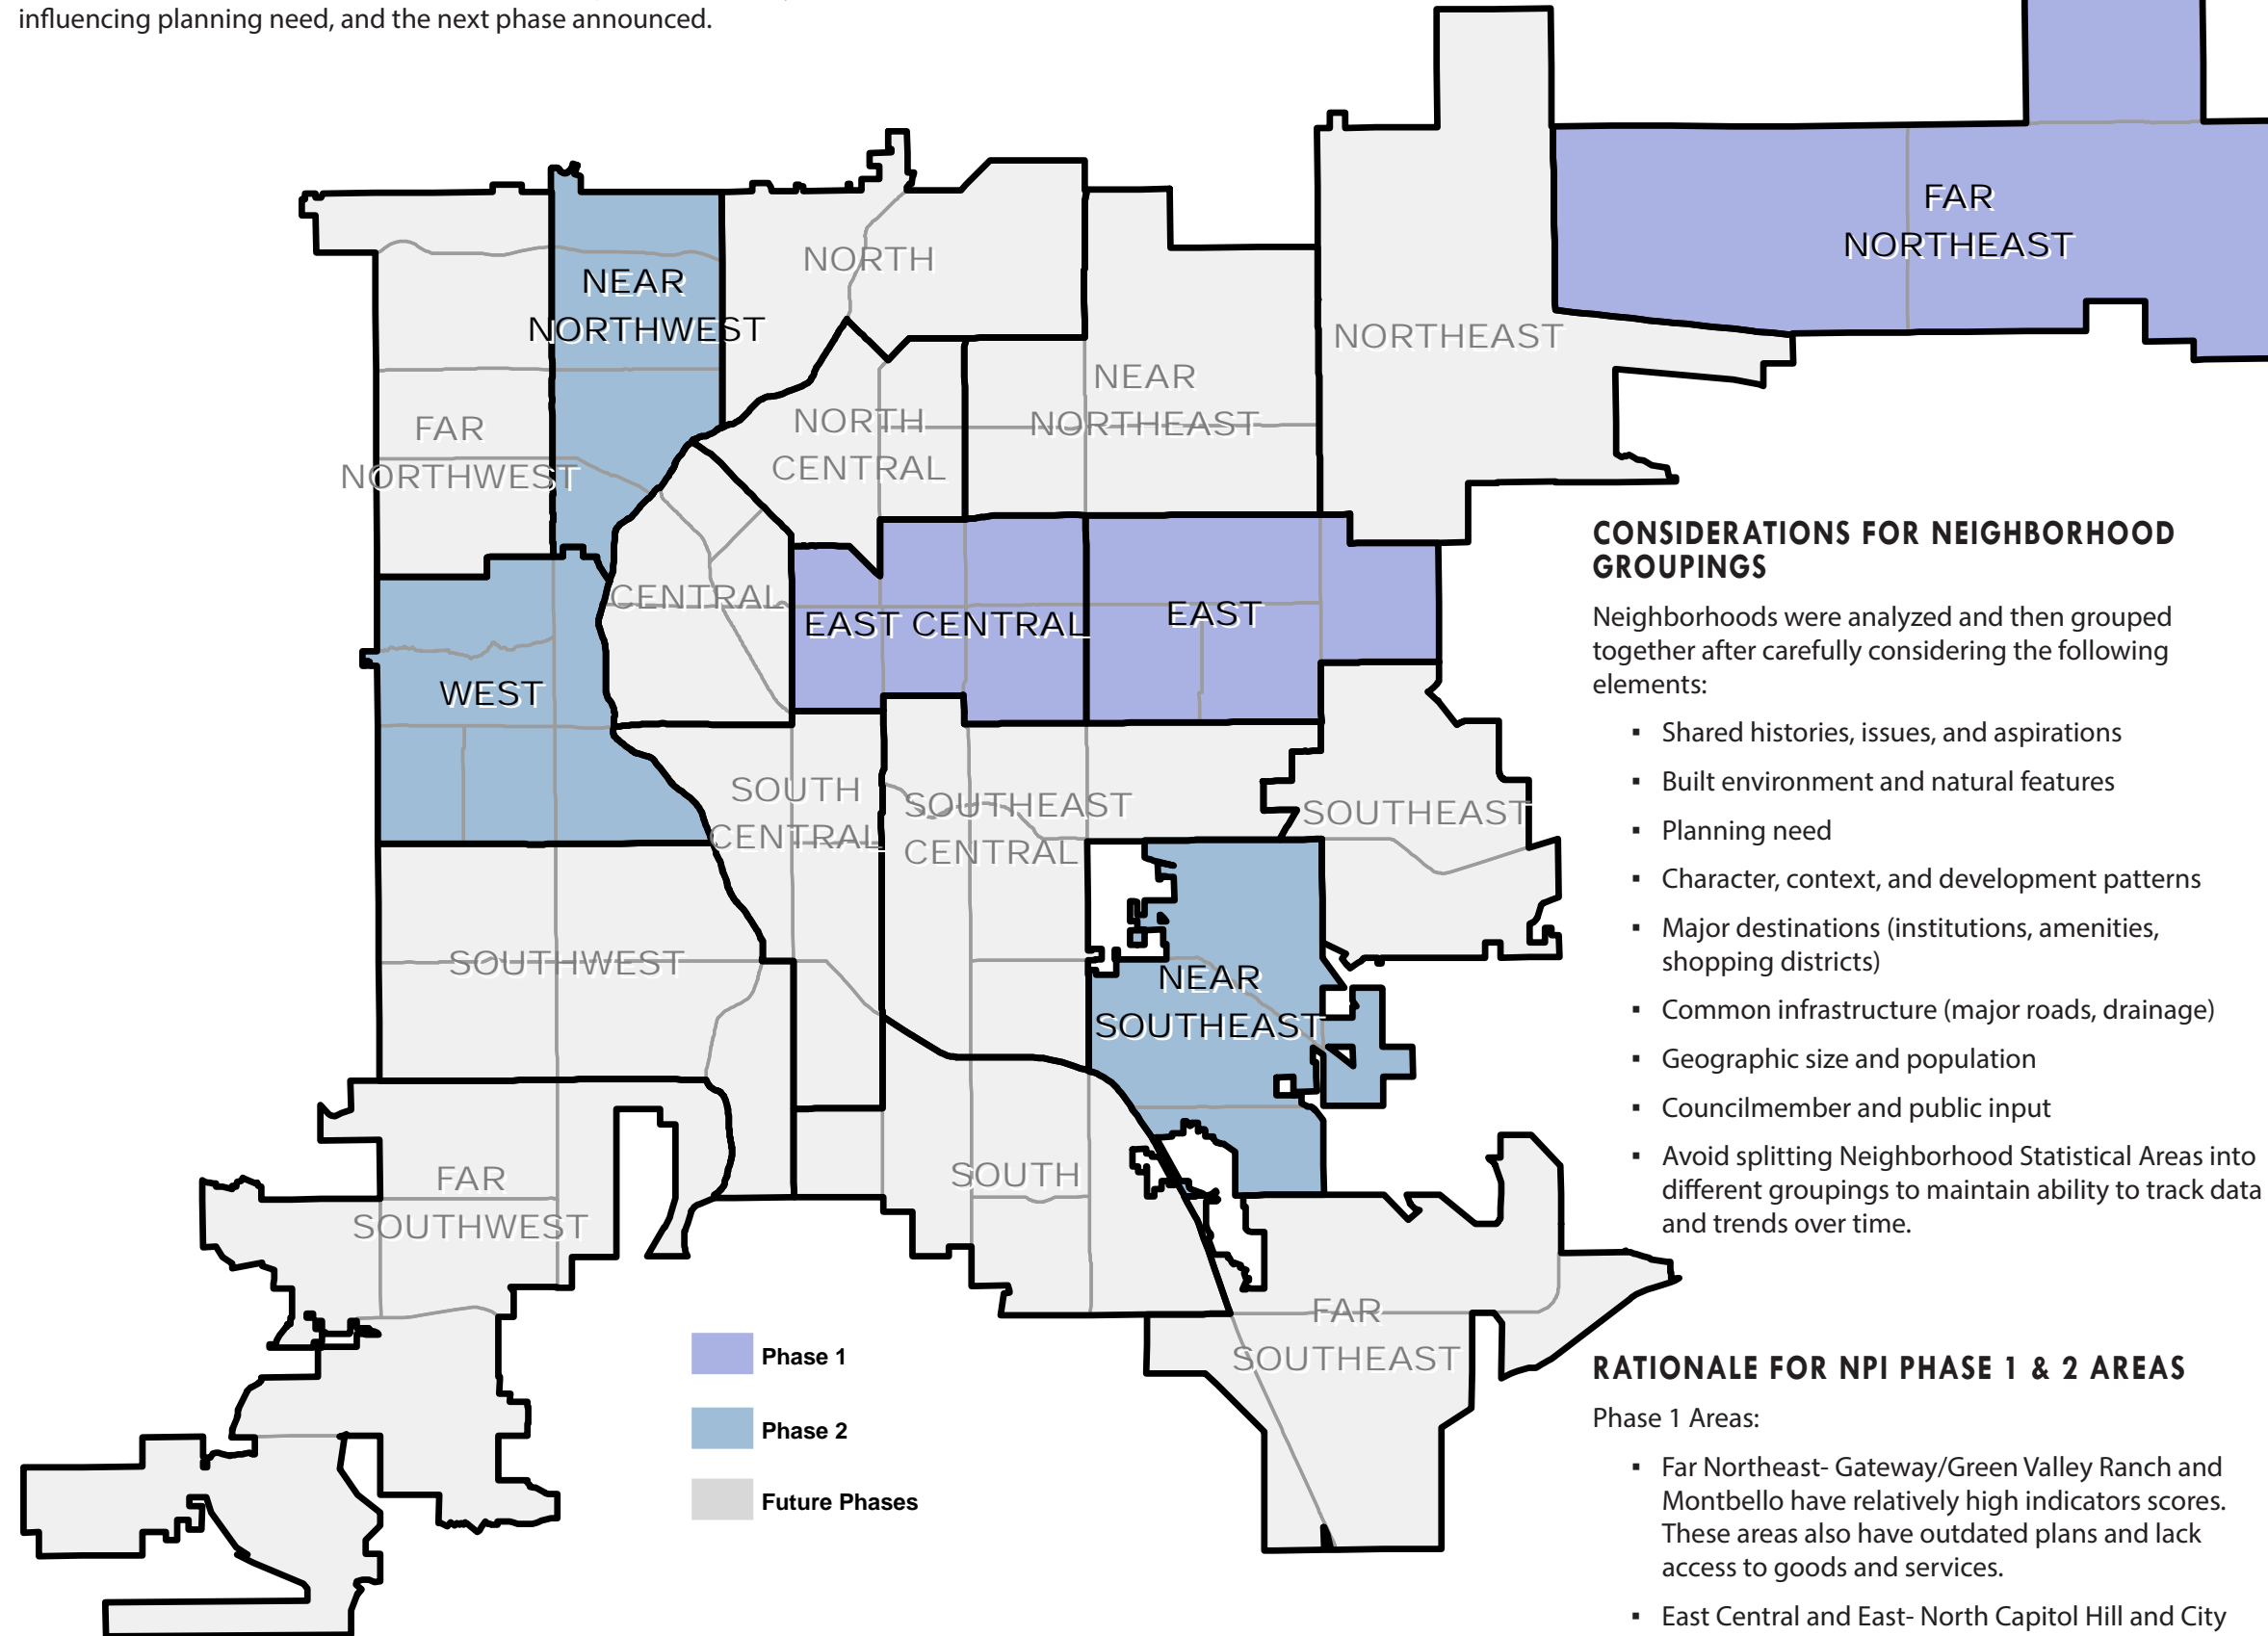 influencing planning need, and the next phase announced.
FAR
NORTHEAST
NORTH
NEAR
NORTHWEST
NORTHEAST
NEAR
NORTHEAST
FAR
NORTHWEST
NORTH
CENTRAL
CENTRAL
EAST CENTRAL
EAST
WEST
SOUTH
CENTRAL
SOUTHEAST
CENTRAL
SOUTHEAST
SOUTHWEST
NEAR
SOUTHEAST
FAR
SOUTHWEST
SOUTH
FAR
SOUTHEAST
Phase 1
Phase 2
Future Phases
CONSIDERATIONS FOR NEIGHBORHOOD
GROUPINGS
Neighborhoods were analyzed and then grouped
together after carefully considering the following
elements:
▪ Shared histories, issues, and aspirations
▪ Built environment and natural features
▪ Planning need
▪ Character, context, and development patterns
▪ Major destinations (institutions, amenities,
shopping districts)
▪ Common infrastructure (major roads, drainage)
▪ Geographic size and population
▪ Councilmember and public input
▪ Avoid splitting Neighborhood Statistical Areas into
different groupings to maintain ability to track data
and trends over time.
RATIONALE FOR NPI PHASE 1 & 2 AREAS
Phase 1 Areas:
▪ Far Northeast- Gateway/Green Valley Ranch and
Montbello have relatively high indicators scores.
These areas also have outdated plans and lack
access to goods and services.
▪ East Central and East- North Capitol Hill and City